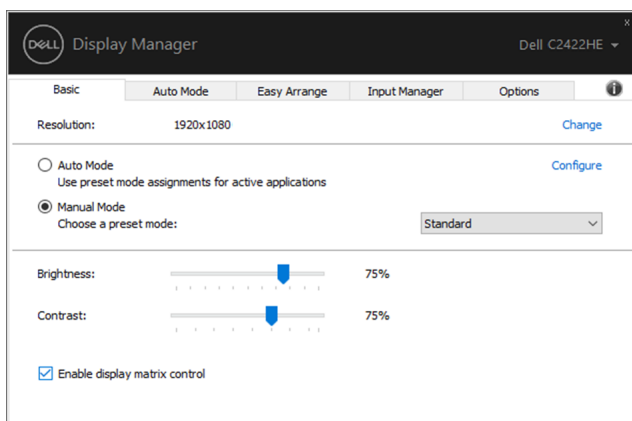 x
DELL Display Manager Dell C2422HE
Basic Auto Mode Easy Arrange Input Manager Options i
Resolution: 1920x1080 Change
Auto Mode Configure
Use preset mode assignments for active applications
Manual Mode
Choose a preset mode: Standard
Brightness: 75%
Contrast: 75%
Enable display matrix control